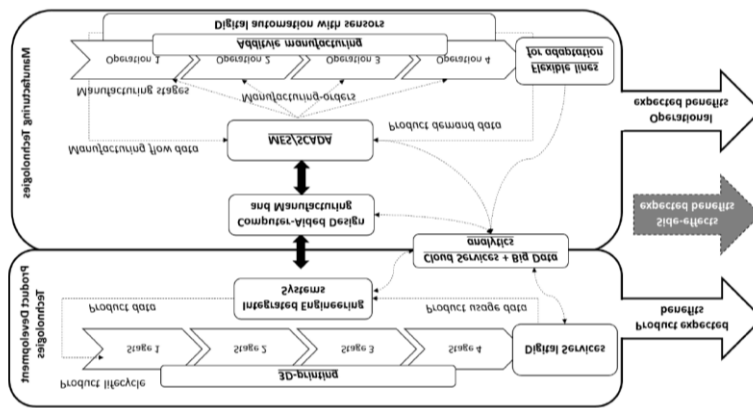 3D-printing
Product lifecycle
Stage 1
Stage 2
Stage 3
Stage 4
Digital Services
Product Development
Technologies
Product data
Integrated Engineering
Systems
Product usage data
Product expected
benefits
Cloud Services + Big Data
analytics
Computer-Aided Design
and Manufacturing
Side-effects
expected benefits
Manufacturing flow data
MES/SCADA
Product demand data
Manufacturing Technologies
Manufacturing stages
Manufacturing-orders
Operational
expected benefits
Operation 1
Operation 2
Operation 3
Operation 4
Flexible lines
for adaptation
Additvie manufacturing
Digital automation with sensors